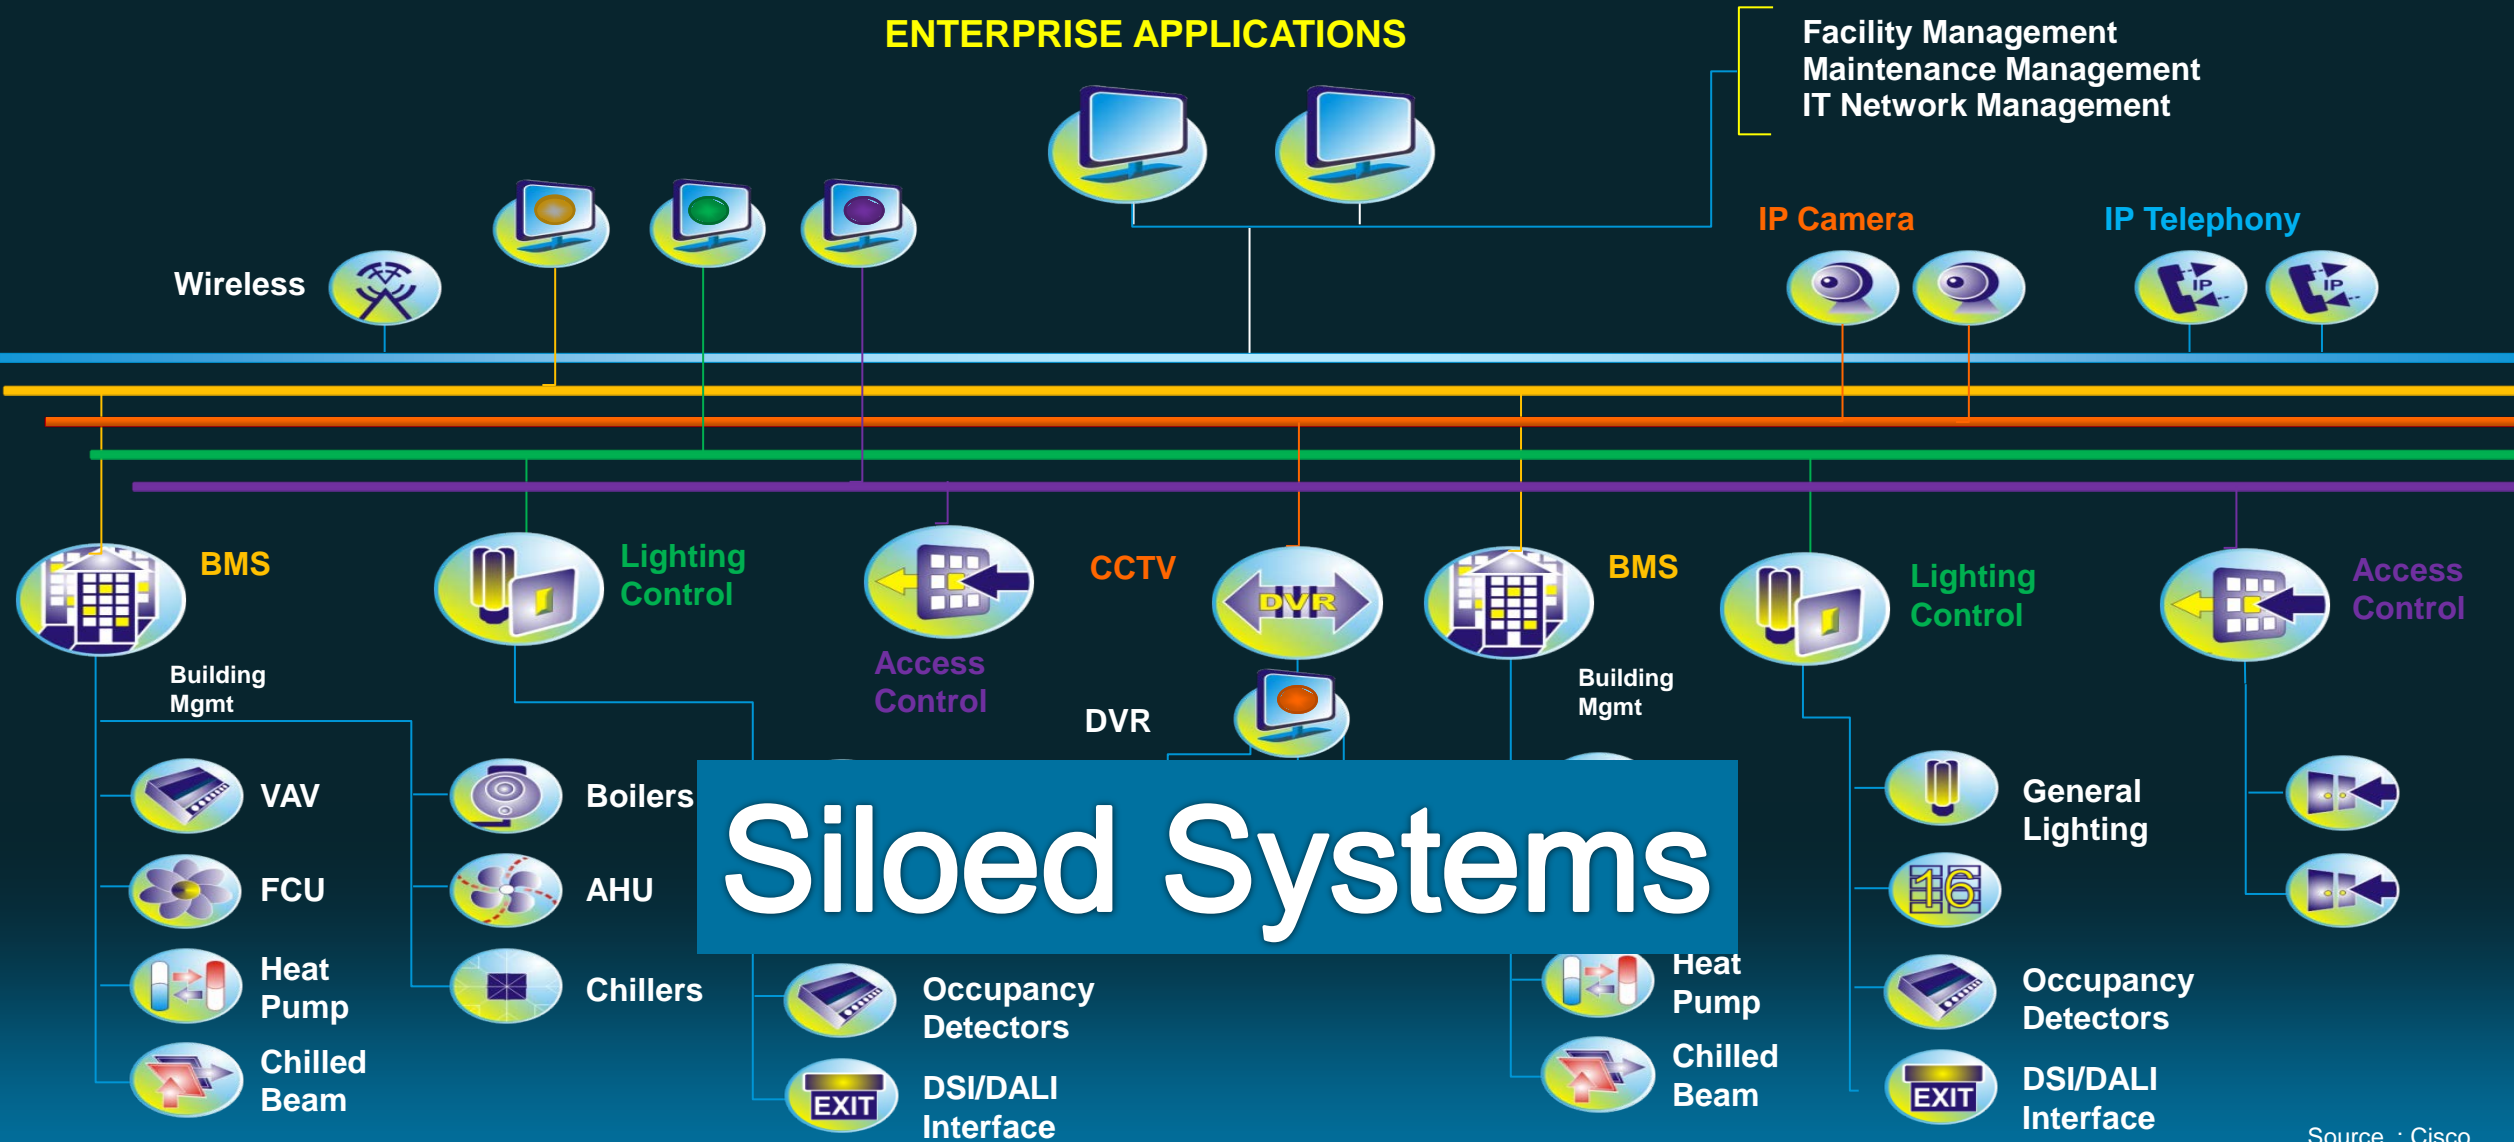 ENTERPRISE APPLICATIONS
Facility Management
Maintenance Management
IT Network Management
IP Camera
IP Telephony
Wireless
IP
IP
BMS
Lighting
Control
Access
Control
CCTV
DVR
BMS
Lighting
Control
Access
Control
Building
Mgmt
DVR
Building
Mgmt
VAV
Boilers
Siloed Systems
General
Lighting
FCU
AHU
16
Heat
Pump
Chillers
Occupancy
Detectors
Heat
Pump
Occupancy
Detectors
Chilled
Beam
EXIT
DSI/DALI
Interface
Chilled
Beam
EXIT
DSI/DALI
Interface
Source : Cisco